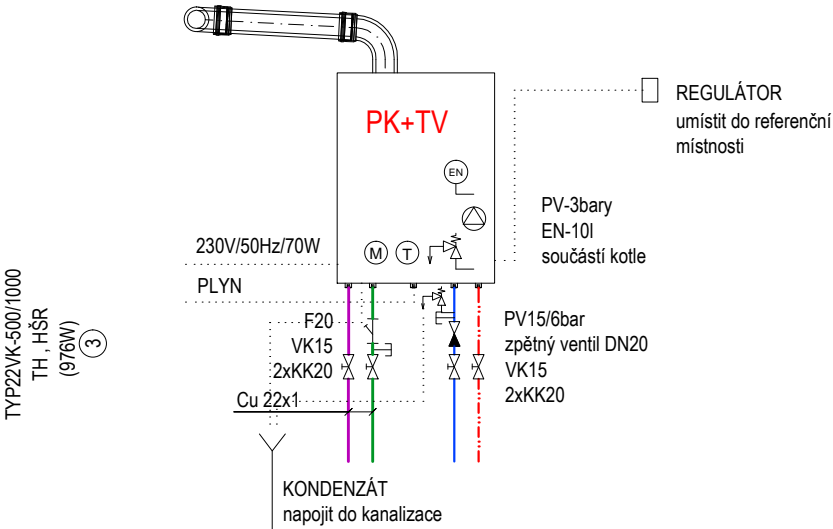 PK+TV
REGULÁTOR
umístit do referenční
místnosti
EN
PV-3bary
EN-10l
součástí kotle
230V/50Hz/70W
M
T
PLYN
TYP22VK-500/1000
TH , HŠR
(976W)
3
F20
VK15
2xKK20
Cu 22x1
PV15/6bar
zpětný ventil DN20
VK15
2xKK20
KONDENZÁT
napojit do kanalizace